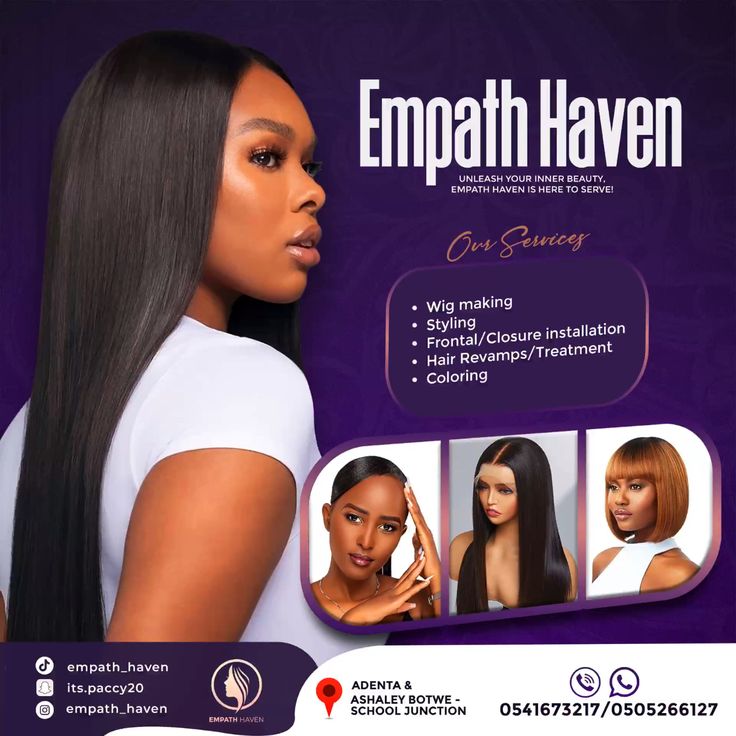 Empath Haven
UNLEASH YOUR INNER BEAUTY,
EMPATH HAVEN IS HERE TO SERVE!
Our Services
• Wig making
• Styling
• Frontal/Closure installation
• Hair Revamps/Treatment
• Coloring
empath_haven
its.paccy20
empath_haven
EMPATH HAVEN
ADENTA &
ASHALEY BOTWE -
SCHOOL JUNCTION
0541673217/0505266127